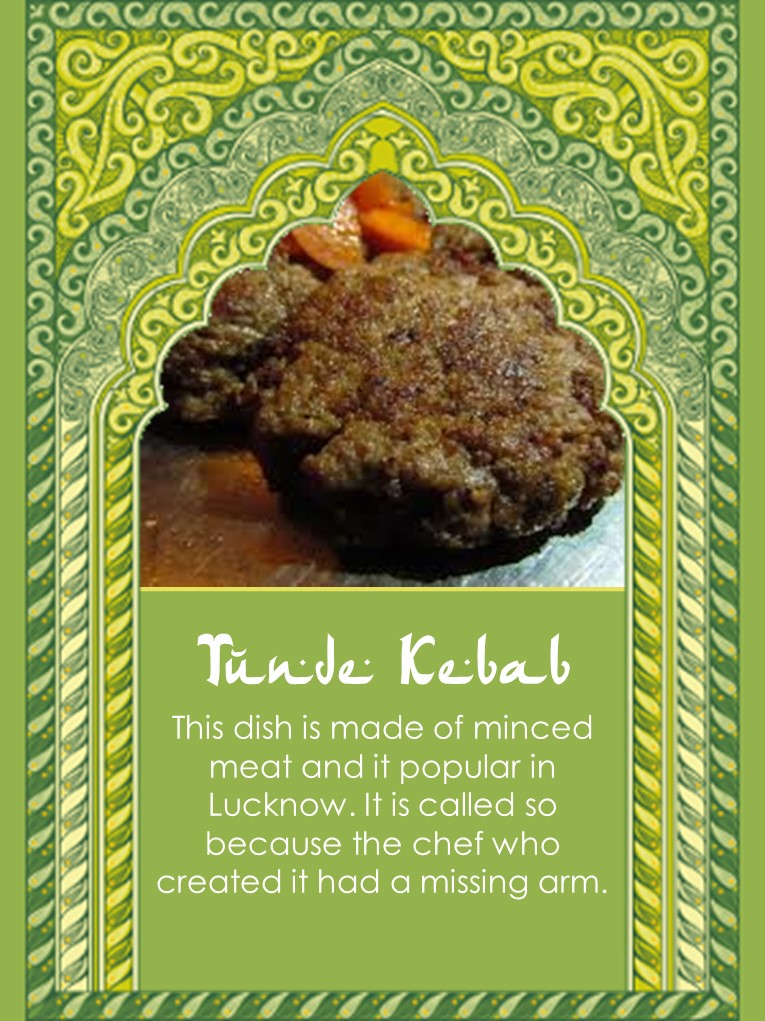 Tunde Kebab
This dish is made of minced
meat and it popular in
Lucknow. It is called so
because the chef who
created it had a missing arm.